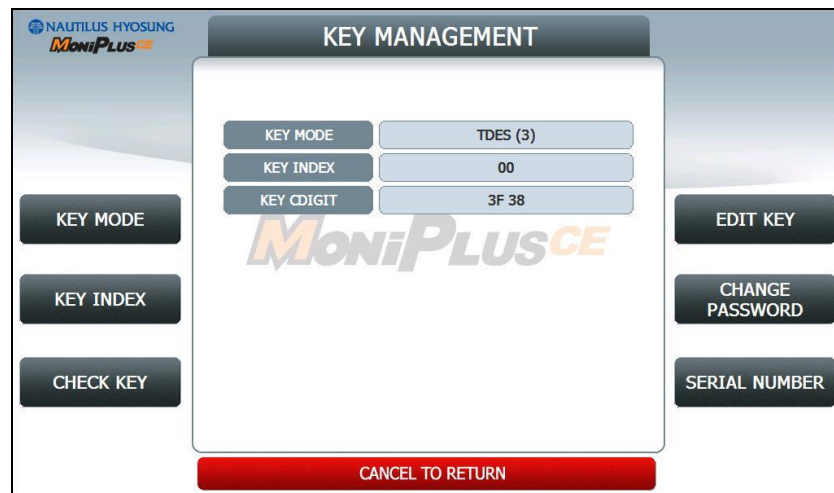 NAUTILUS HYOSUNG
MONIPLUSCE
KEY MANAGEMENT
KEY MODE
TDES (3)
KEY INDEX
00
KEY CDIGIT
3F 38
MONIPLUSCE
KEY MODE
KEY INDEX
CHECK KEY
EDIT KEY
CHANGE
PASSWORD
SERIAL NUMBER
CANCEL TO RETURN